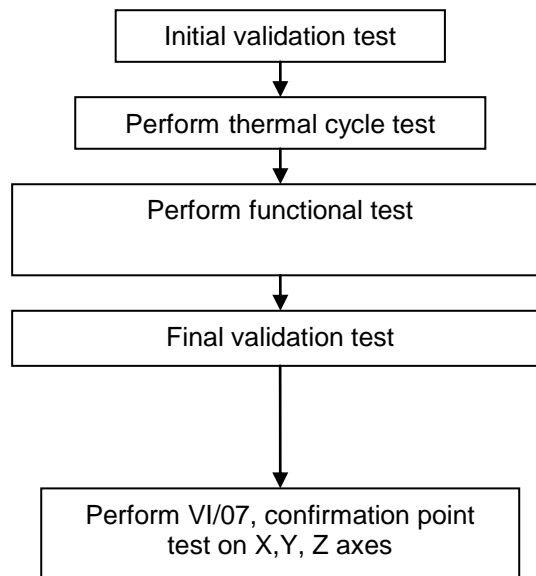 Initial validation test
Perform thermal cycle test
Perform functional test
Final validation test
Perform VI/07, confirmation point
test on X,Y, Z axes